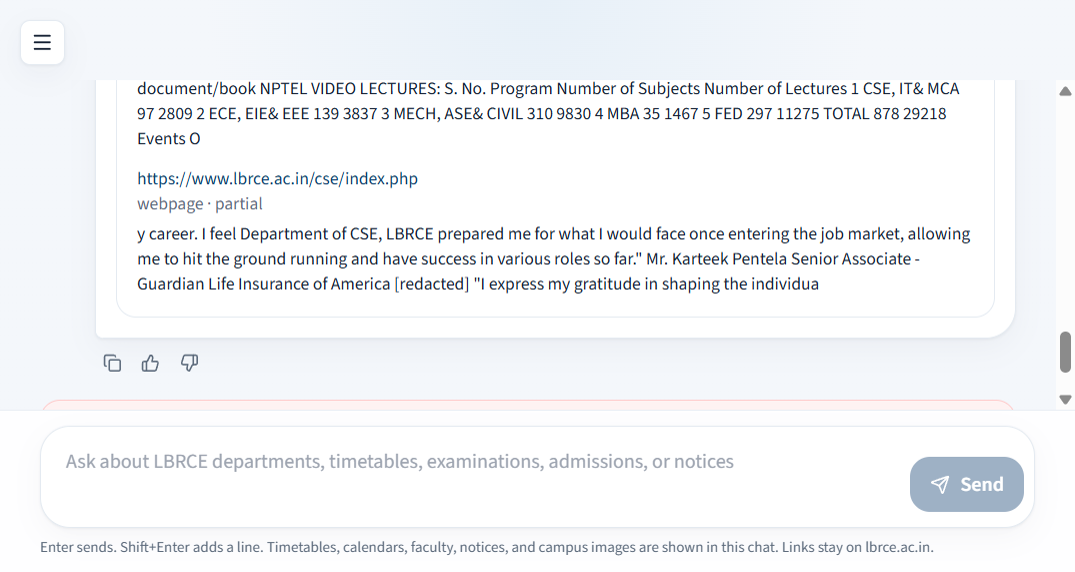 document/book NPTEL VIDEO LECTURES: S. No. Program Number of Subjects Number of Lectures 1 CSE, IT& MCA
97 2809 2 ECE, EIE& EEE 139 3837 3 MECH, ASE& CIVIL 310 9830 4 MBA 35 1467 5 FED 297 11275 TOTAL 878 29218
Events O
https://www.lbrce.ac.in/cse/index.php
webpage · partial
y career. I feel Department of CSE, LBRCE prepared me for what I would face once entering the job market, allowing
me to hit the ground running and have success in various roles so far." Mr. Karteek Pentela Senior Associate -
Guardian Life Insurance of America [redacted] "I express my gratitude in shaping the individua
Ask about LBRCE departments, timetables, examinations, admissions, or notices
Send
Enter sends. Shift+Enter adds a line. Timetables, calendars, faculty, notices, and campus images are shown in this chat. Links stay on lbrce.ac.in.